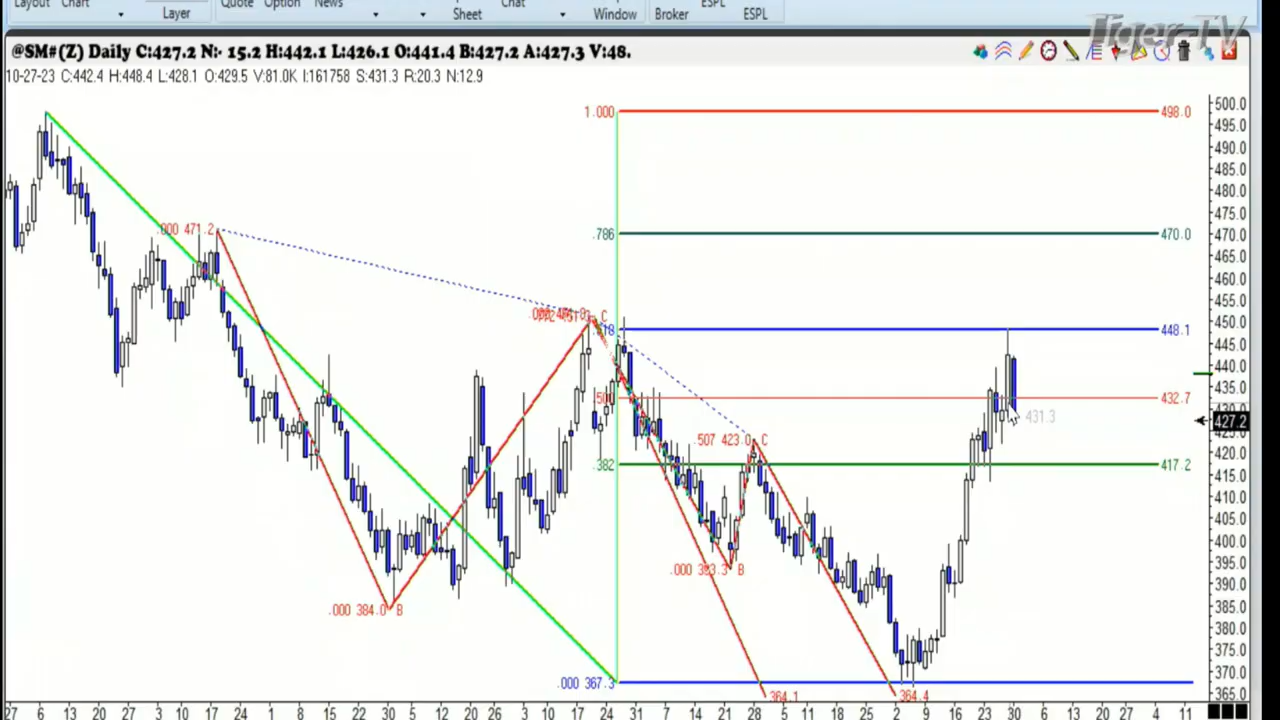 Layout Chart Quote Option News Chat ESPL
Layer Sheet Window Broker ESPL
Tiger-TV
@SM#(Z) Daily C:427.2 N:- 15.2 H:442.1 L:426.1 O:441.4 B:427.2 A:427.3 V:48.
10-27-23 C:442.4 H:448.4 L:428.1 O:429.5 V:81.0K I:161758 S:431.3 R:20.3 N:12.9
500.0
1.000 498.0
495.0
490.0
485.0
480.0
475.0
.000 471.2 .786 470.0 470.0
465.0
460.0
455.0
C 450.0
448.1
445.0
440.0
435.0
.500 432.7
431.3 427.2
425.0
.507 423.0 C 420.0
.382 417.2 415.0
410.0
405.0
400.0
395.0
.000 393.3 B 390.0
.000 384.0 B 385.0
380.0
375.0
370.0
.000 367.3
364.1 364.4 365.0
27 6 13 20 27 3 10 17 24 1 8 15 22 30 5 12 20 26 3 10 17 24 31 7 14 21 28 5 11 18 25 2 9 16 23 30 6 13 20 27 4 11